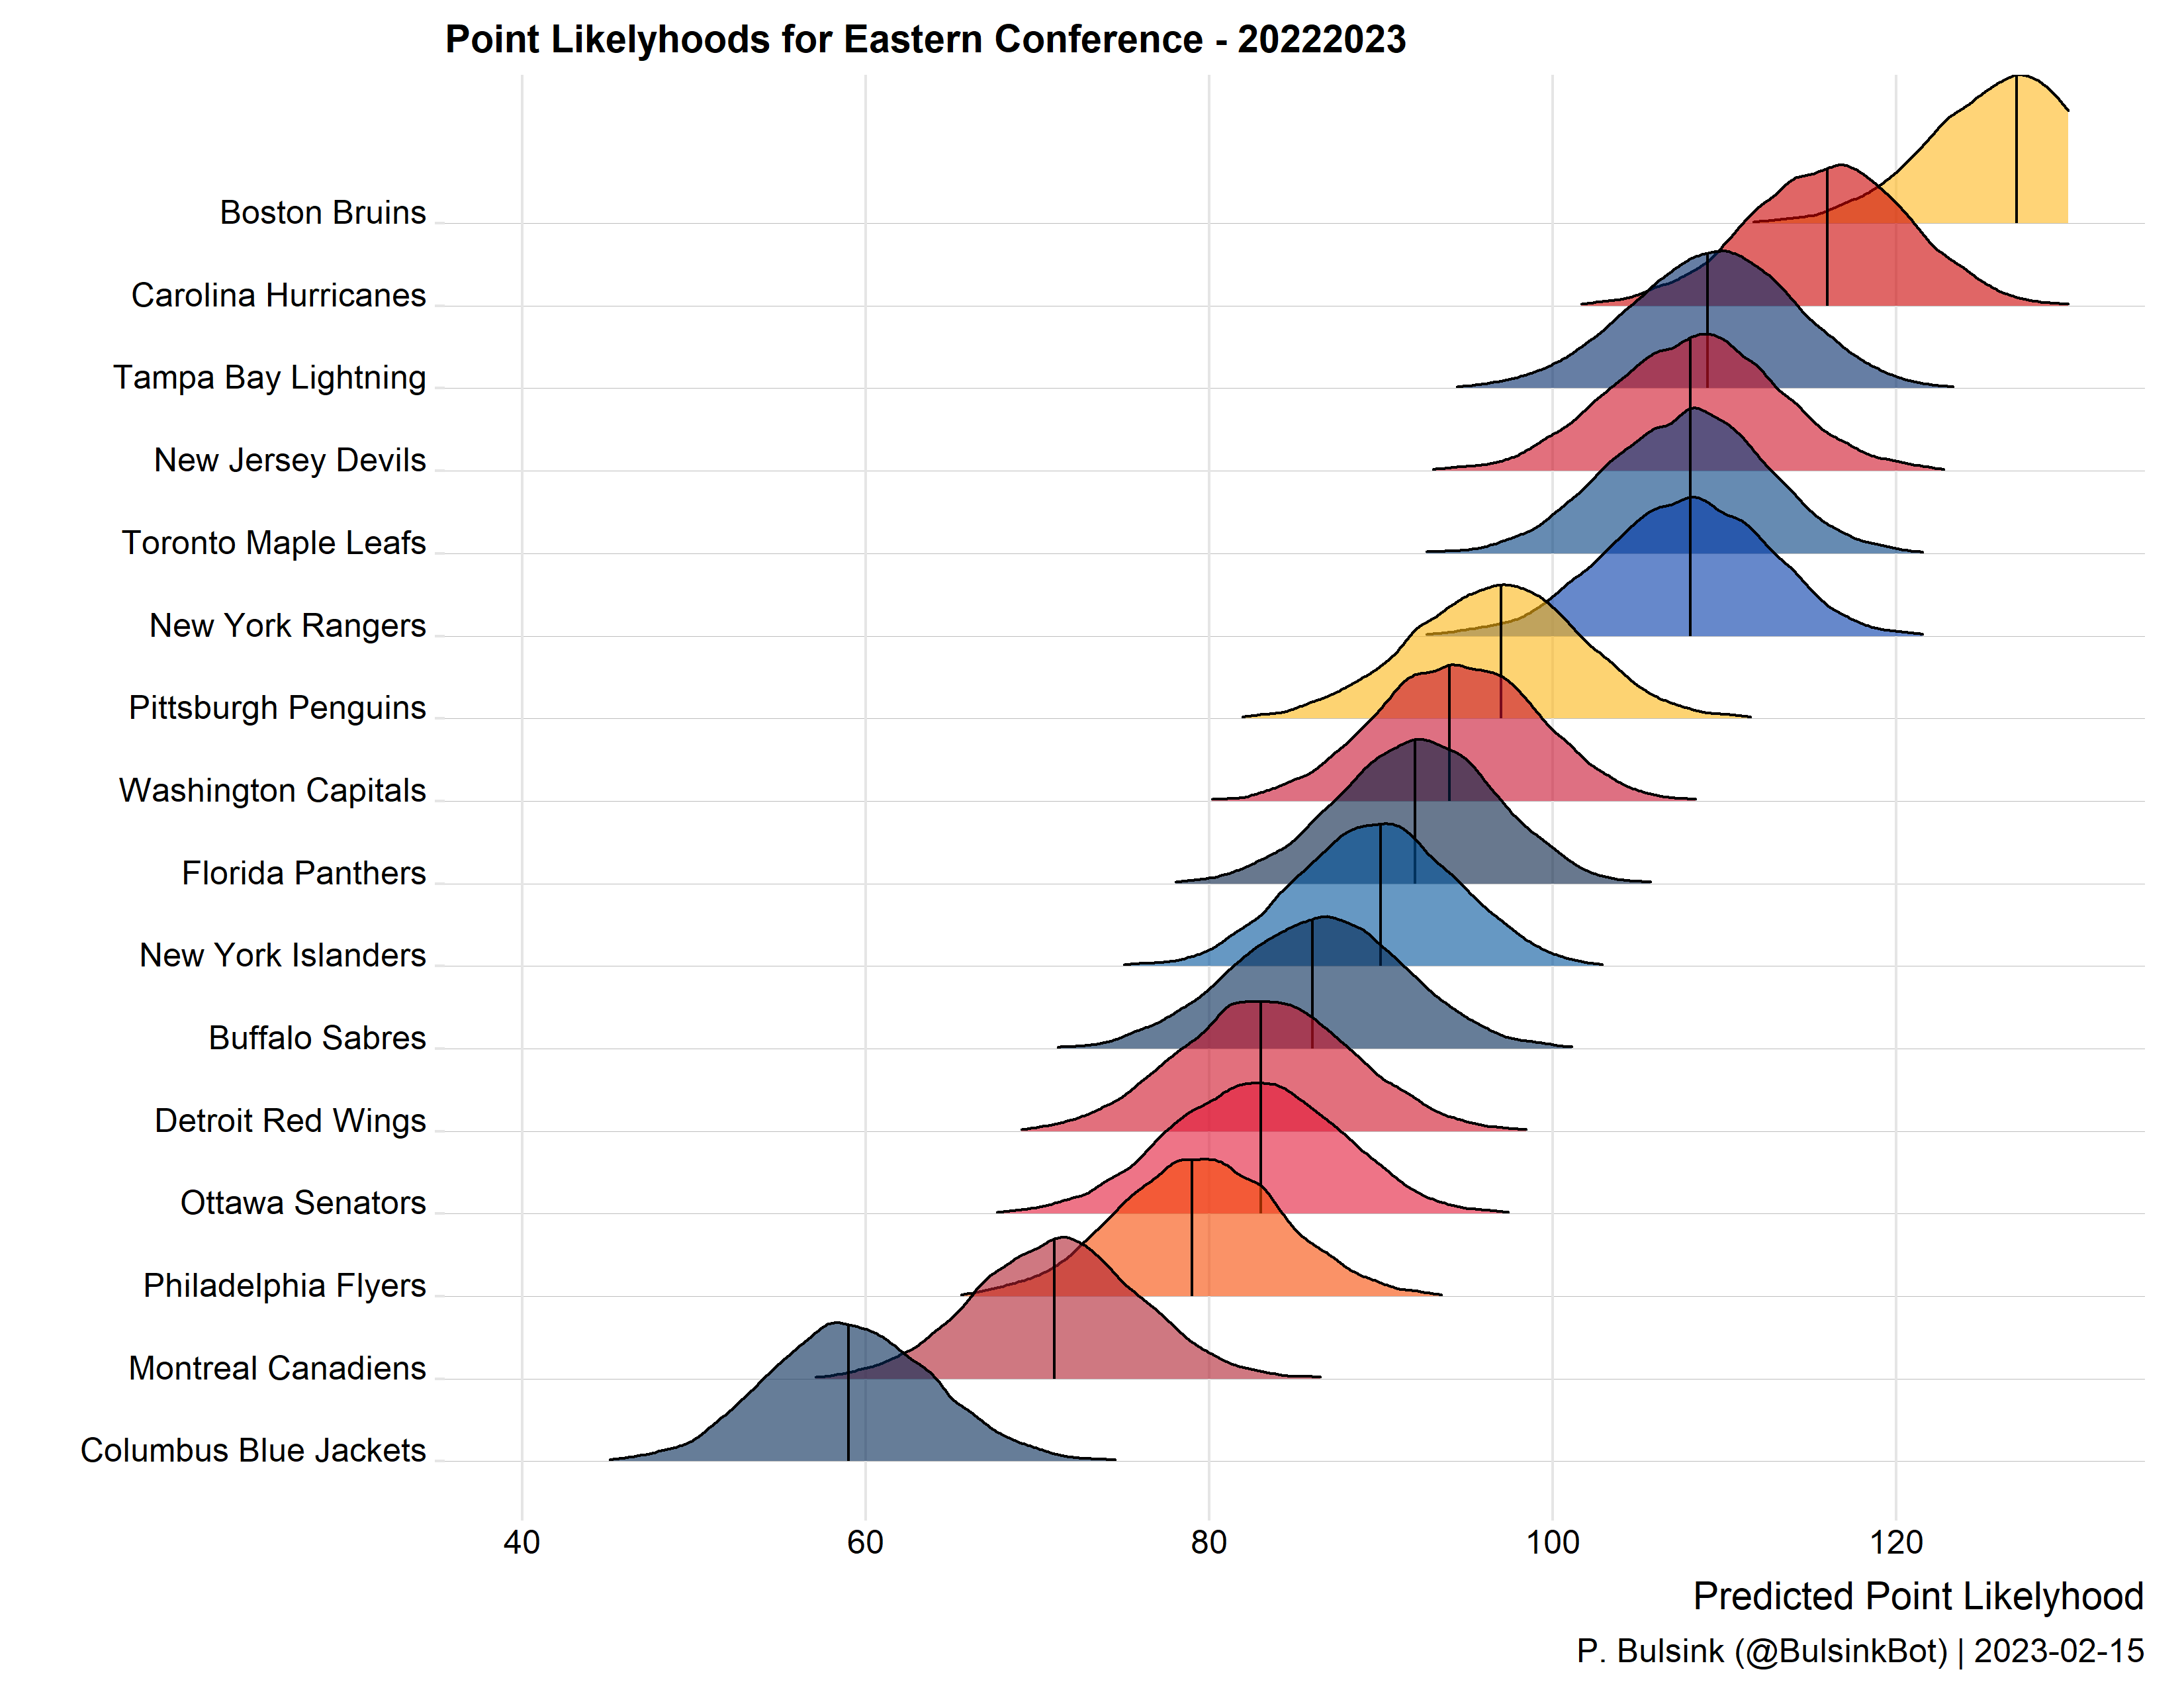 Point Likelyhoods for Eastern Conference - 20222023
Boston Bruins
Carolina Hurricanes
Tampa Bay Lightning
New Jersey Devils
Toronto Maple Leafs
New York Rangers
Pittsburgh Penguins
Washington Capitals
Florida Panthers
New York Islanders
Buffalo Sabres
Detroit Red Wings
Ottawa Senators
Philadelphia Flyers
Montreal Canadiens
Columbus Blue Jackets
40 60 80 100 120
Predicted Point Likelyhood
P. Bulsink (@BulsinkBot) | 2023-02-15